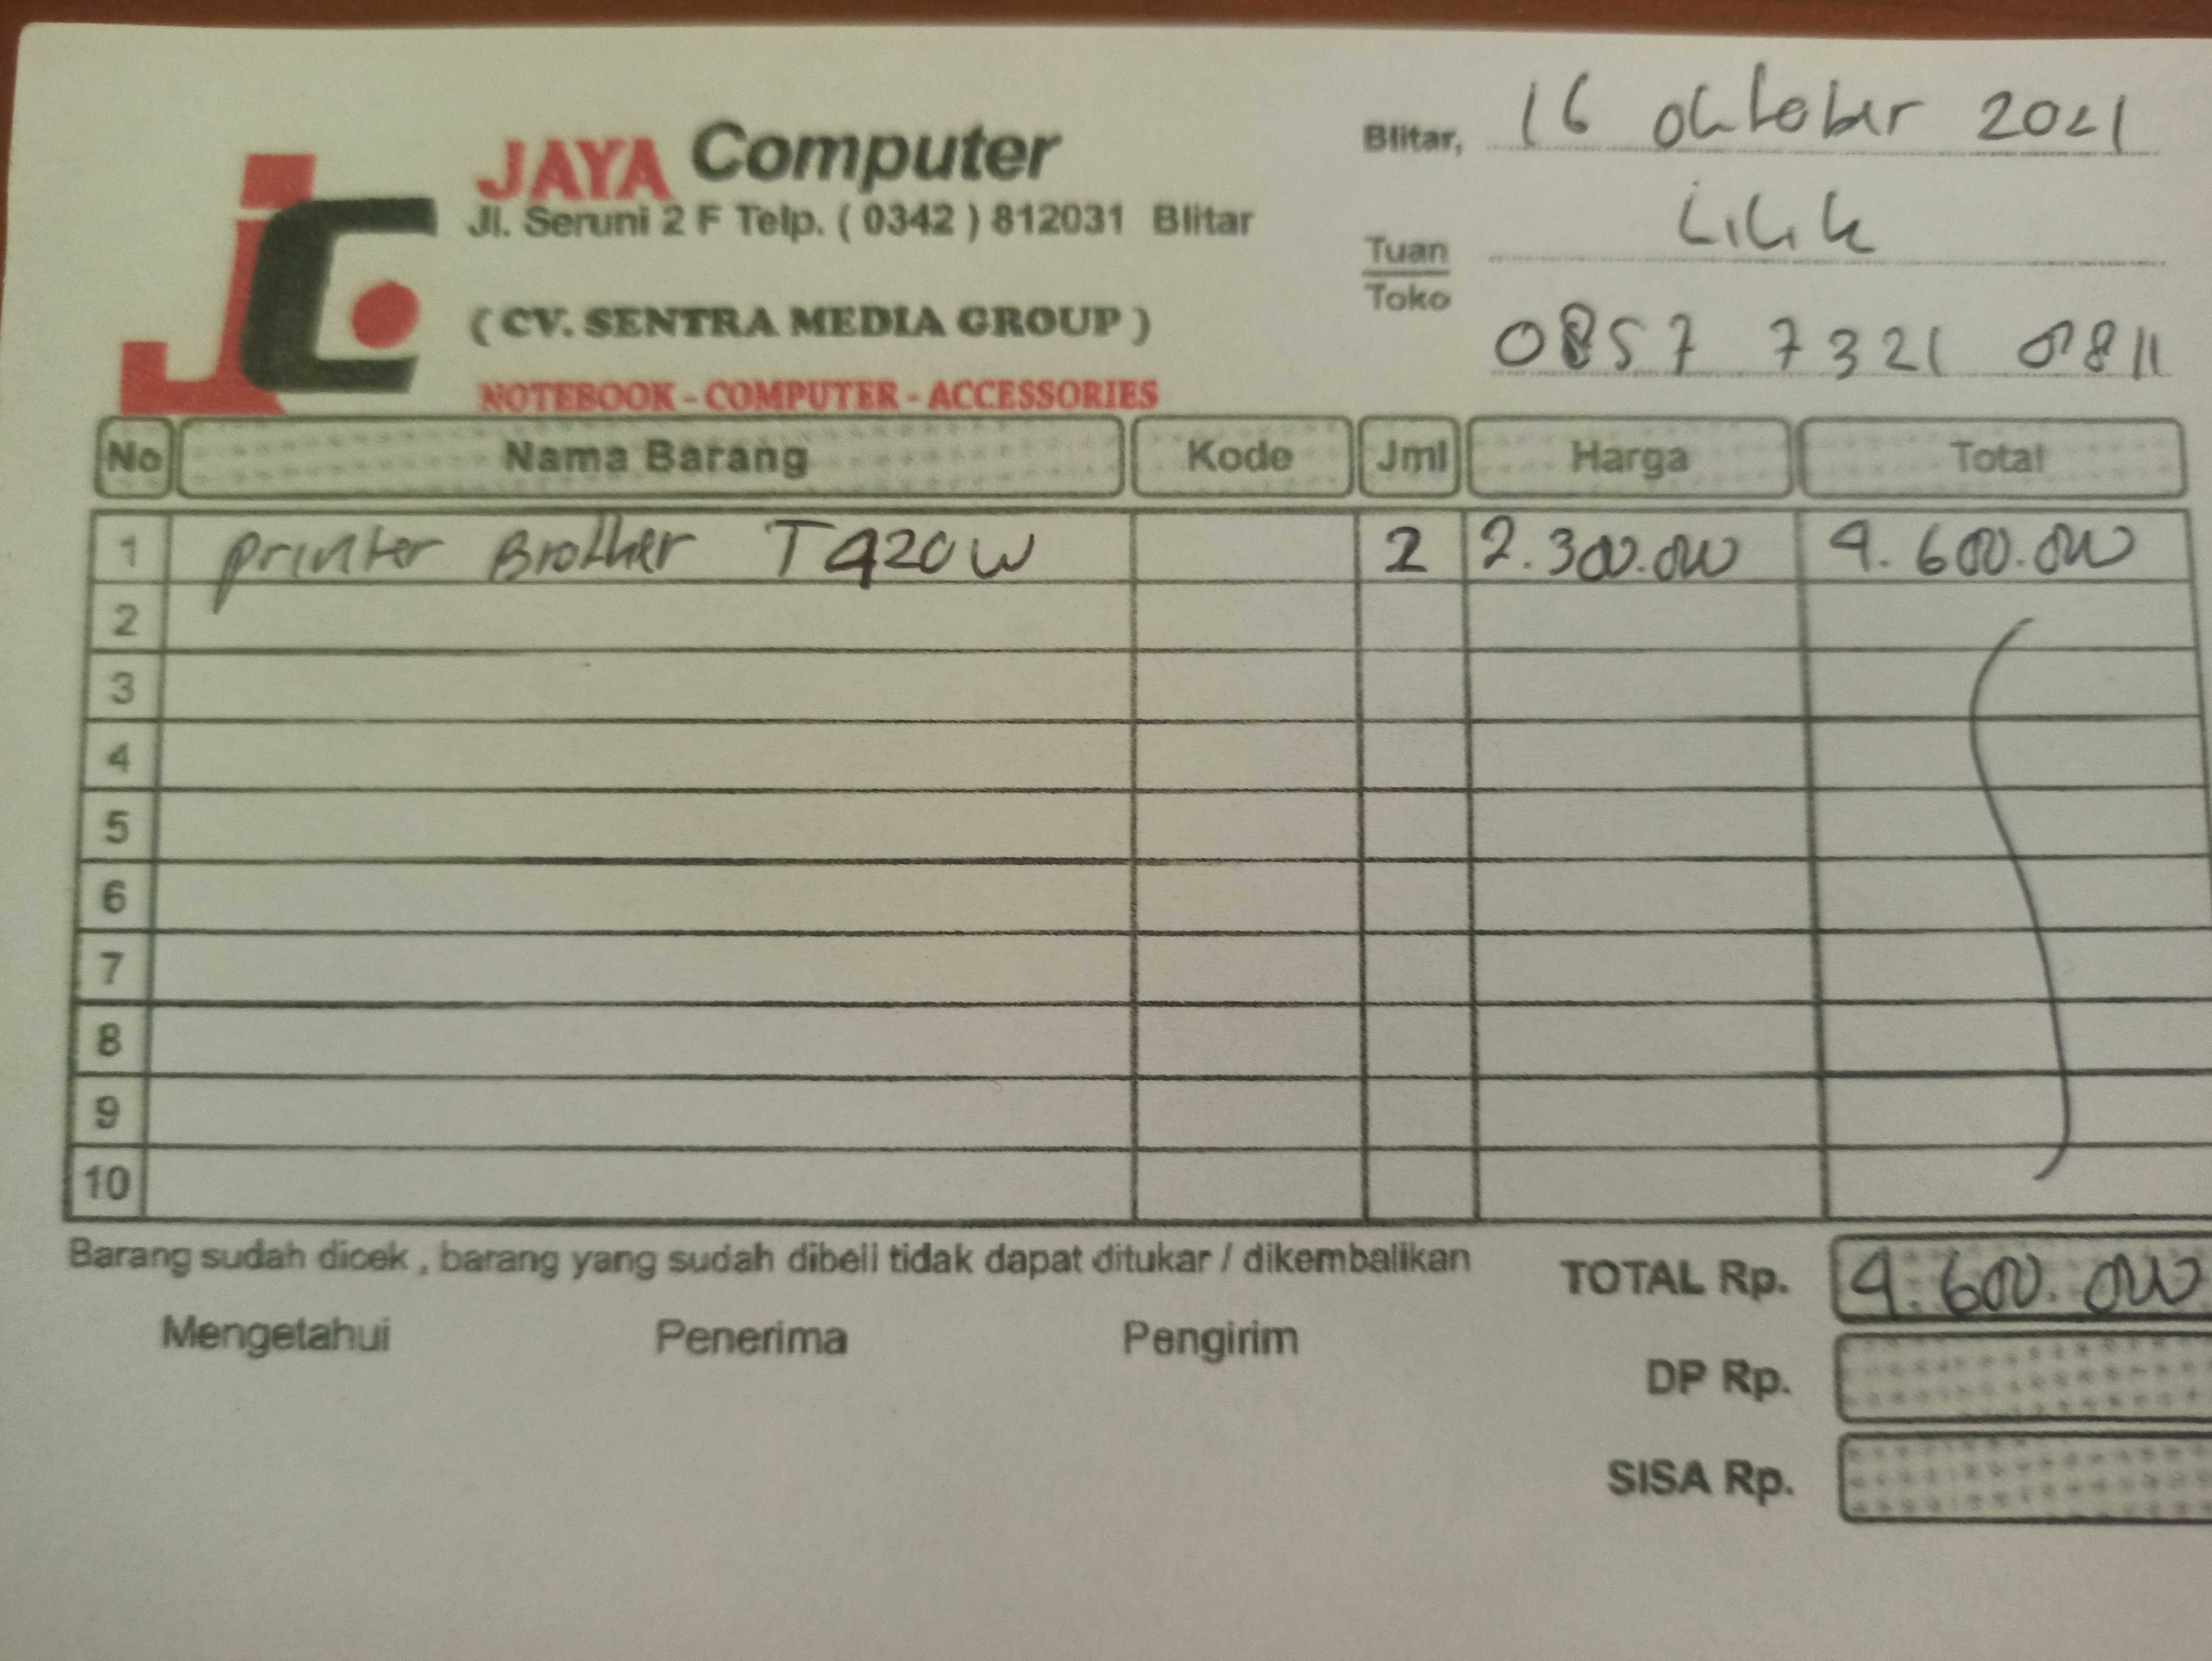 JC
JAYA Computer
Jl. Seruni 2 F Telp. ( 0342 ) 812031 Blitar
( CV. SENTRA MEDIA GROUP )
NOTEBOOK - COMPUTER - ACCESSORIES
Blitar, 16 Oktober 2021
Tuan
Toko
Lilik
0857 7321 0811
No Nama Barang Kode Jml Harga Total
1 Printer Brother T420W 2 2.300.000 4.600.000
2
3
4
5
6
7
8
9
10
Barang sudah dicek , barang yang sudah dibeli tidak dapat ditukar / dikembalikan
Mengetahui Penerima Pengirim
TOTAL Rp. 4.600.000
DP Rp.
SISA Rp.